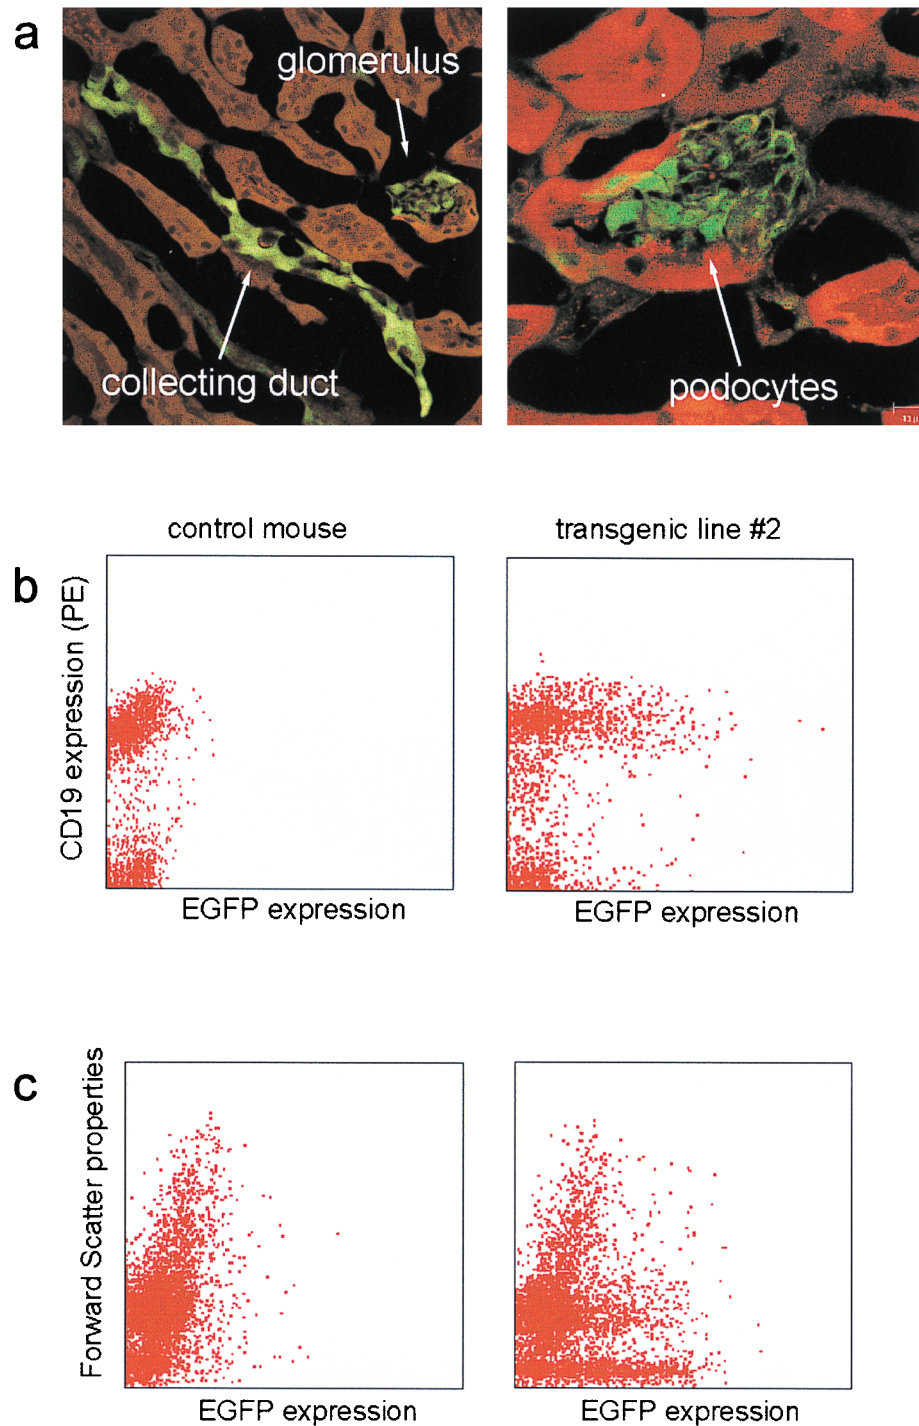 a
glomerulus
collecting duct
podocytes
control mouse
transgenic line #2
b
CD19 expression (PE)
EGFP expression
EGFP expression
c
Forward Scatter properties
EGFP expression
EGFP expression